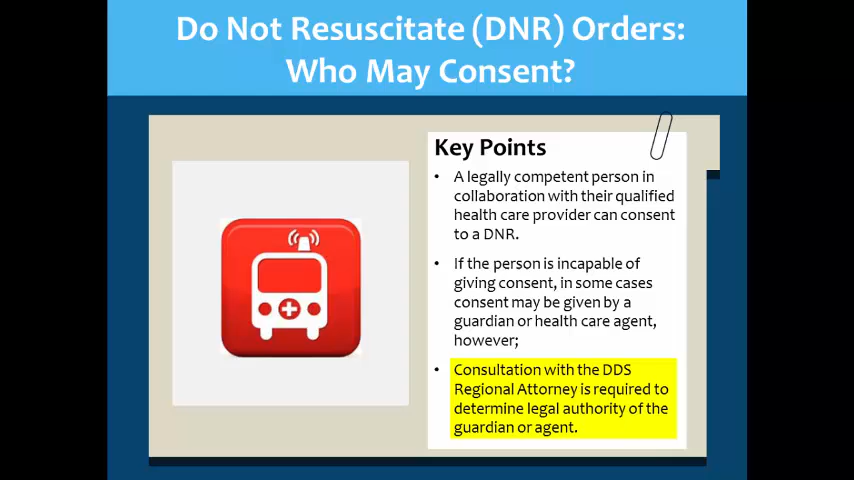 Do Not Resuscitate (DNR) Orders:
Who May Consent?
Key Points
• A legally competent person in
collaboration with their qualified
health care provider can consent
to a DNR.
• If the person is incapable of
giving consent, in some cases
consent may be given by a
guardian or health care agent,
however;
• Consultation with the DDS
Regional Attorney is required to
determine legal authority of the
guardian or agent.